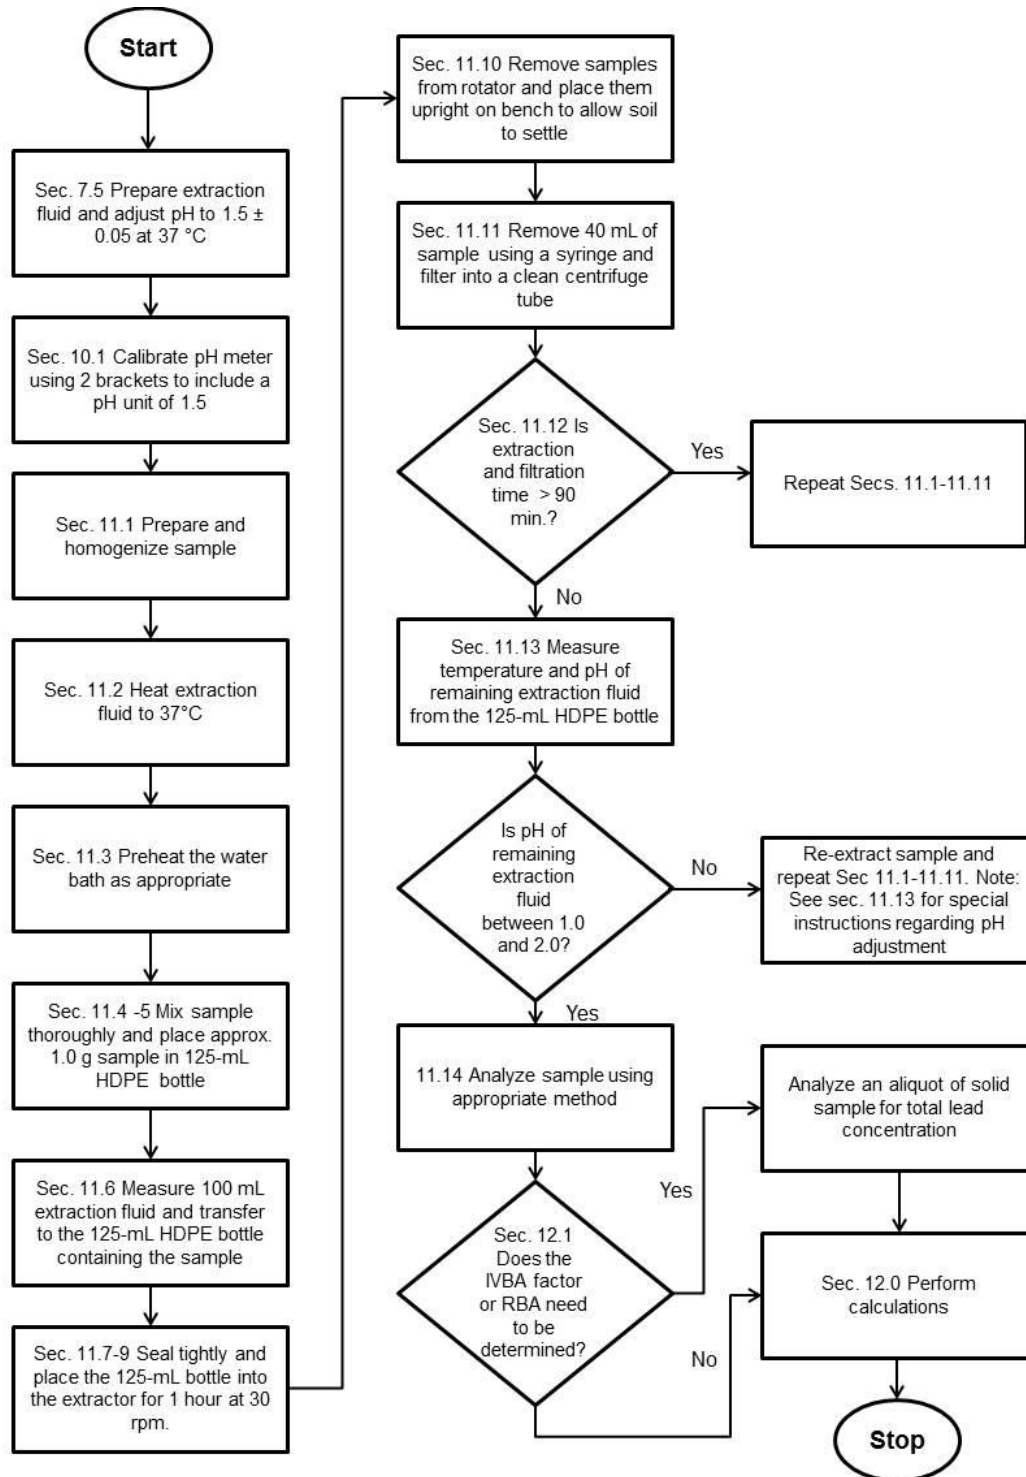 Start
Sec. 7.5 Prepare extraction
fluid and adjust pH to 1.5 ±
0.05 at 37 °C
Sec. 10.1 Calibrate pH meter
using 2 brackets to include a
pH unit of 1.5
Sec. 11.1 Prepare and
homogenize sample
Sec. 11.2 Heat extraction
fluid to 37°C
Sec. 11.3 Preheat the water
bath as appropriate
Sec. 11.4 -5 Mix sample
thoroughly and place approx.
1.0 g sample in 125-mL
HDPE bottle
Sec. 11.6 Measure 100 mL
extraction fluid and transfer
to the 125-mL HDPE bottle
containing the sample
Sec. 11.7-9 Seal tightly and
place the 125-mL bottle into
the extractor for 1 hour at 30
rpm.
Sec. 11.10 Remove samples
from rotator and place them
upright on bench to allow soil
to settle
Sec. 11.11 Remove 40 mL of
sample using a syringe and
filter into a clean centrifuge
tube
Sec. 11.12 Is
extraction
and filtration
time > 90
min.?
Yes
Repeat Secs. 11.1-11.11
No
Sec. 11.13 Measure
temperature and pH of
remaining extraction fluid
from the 125-mL HDPE bottle
Is pH of
remaining
extraction
fluid
between 1.0
and 2.0?
No
Re-extract sample and
repeat Sec 11.1-11.11. Note:
See sec. 11.13 for special
instructions regarding pH
adjustment
Yes
11.14 Analyze sample using
appropriate method
Sec. 12.1
Does the
IVBA factor
or RBA need
to be
determined?
Yes
Analyze an aliquot of solid
sample for total lead
concentration
No
Sec. 12.0 Perform
calculations
Stop